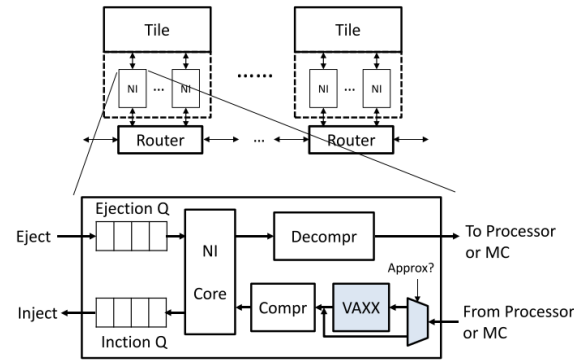 Tile
Tile
NI
...
NI
......
NI
...
NI
Router
...
Router
Ejection Q
Eject
NI
Core
Decompr
To Processor
or MC
Approx?
Inject
Compr
VAXX
From Processor
or MC
Inction Q